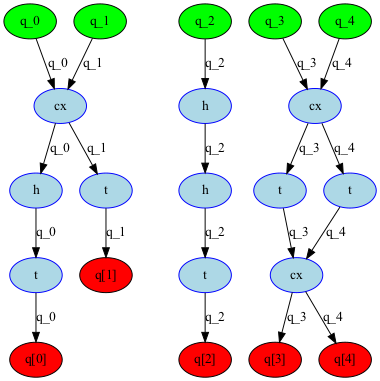 q_0 q_1 q_2 q_3 q_4
q_0 q_1 q_2 q_3 q_4
cx h cx
q_0 q_1 q_2 q_3 q_4
h t h t t
q_0 q_1 q_2 q_3 q_4
t q[1] t cx
q_0 q_2 q_3 q_4
q[0] q[2] q[3] q[4]